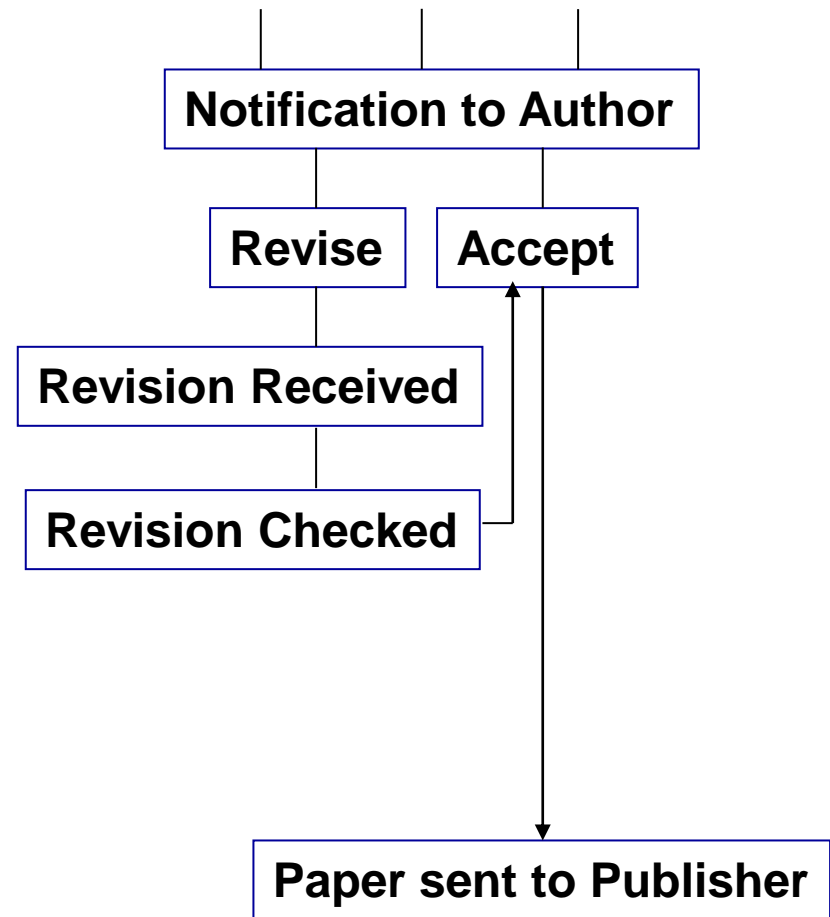 Notification to Author
Revise
Accept
Revision Received
Revision Checked
Paper sent to Publisher